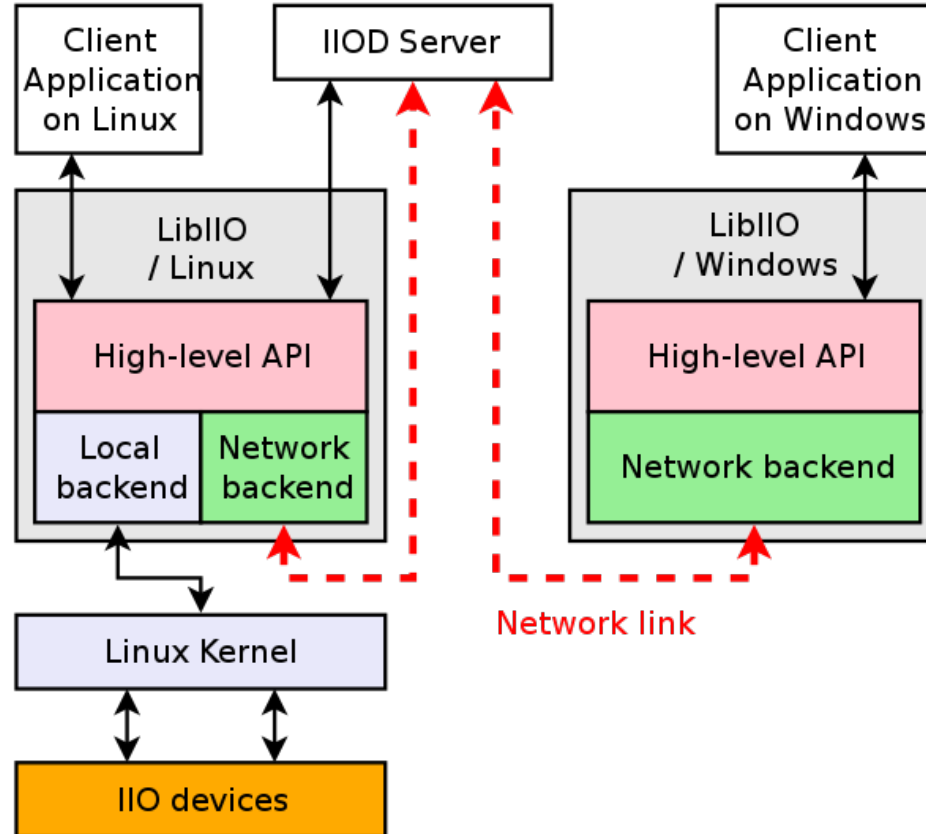 Client
Application
on Linux
IIOD Server
Client
Application
on Windows
LibIIO
/ Linux
LibIIO
/ Windows
High-level API
High-level API
Local
backend
Network
backend
Network backend
Network link
Linux Kernel
IIO devices